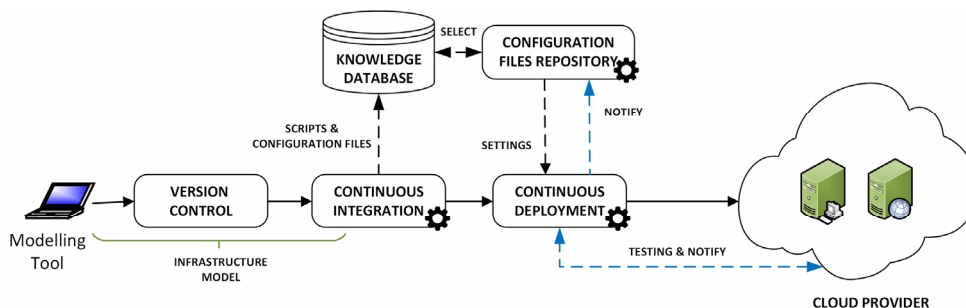 KNOWLEDGE
DATABASE
SELECT
CONFIGURATION
FILES REPOSITORY
SCRIPTS &
CONFIGURATION FILES
SETTINGS
NOTIFY
Modelling
Tool
VERSION
CONTROL
CONTINUOUS
INTEGRATION
CONTINUOUS
DEPLOYMENT
INFRASTRUCTURE
MODEL
TESTING & NOTIFY
CLOUD PROVIDER